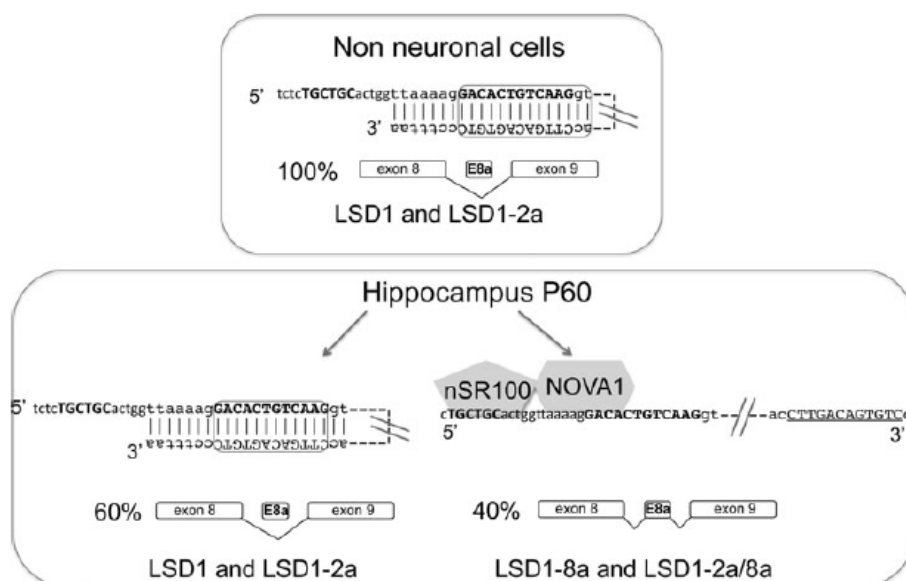 Non neuronal cells
5' tctcTGCTGCactggttaaaagGACACTGTCAAGgt
3'
100% exon 8 E8a exon 9
LSD1 and LSD1-2a
Hippocampus P60
nSR100 NOVA1
5' tctcTGCTGCactggttaaaagGACACTGTCAAGgt
3'
cTGCTGCactggttaaaagGACACTGTCAAGgt acCTTGACAGTGTC
5' 3'
60% exon 8 E8a exon 9
LSD1 and LSD1-2a
40% exon 8 E8a exon 9
LSD1-8a and LSD1-2a/8a